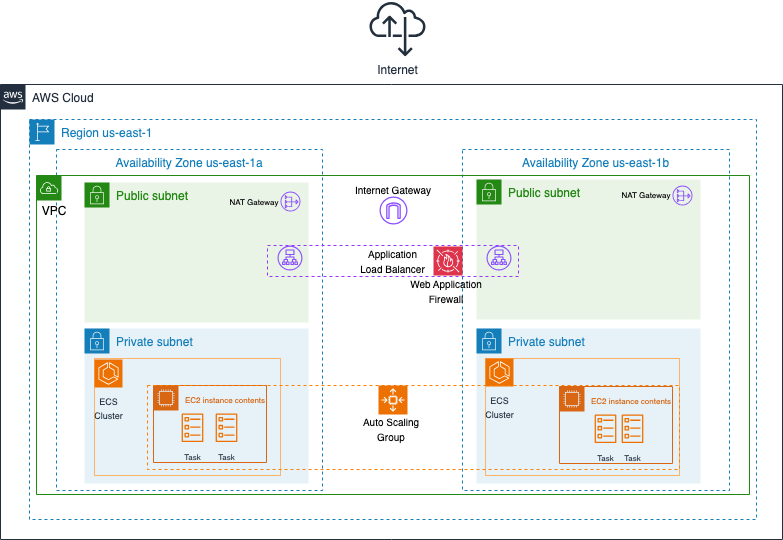 Internet
aws
AWS Cloud
Region us-east-1
Availability Zone us-east-1a
Availability Zone us-east-1b
VPC
Public subnet
NAT Gateway
Internet Gateway
Public subnet
NAT Gateway
Application
Load Balancer
Web Application
Firewall
Private subnet
Private subnet
ECS
Cluster
EC2 instance contents
Task
Task
Auto Scaling
Group
ECS
Cluster
EC2 instance contents
Task
Task